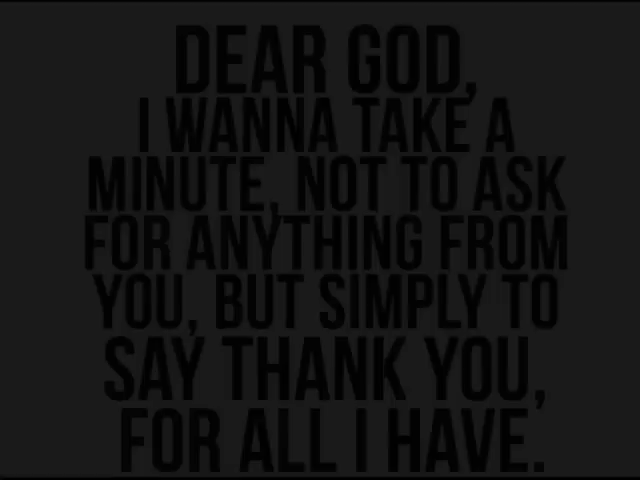 DEAR GOD,
I WANNA TAKE A
MINUTE, NOT TO ASK
FOR ANYTHING FROM
YOU, BUT SIMPLY TO
SAY THANK YOU,
FOR ALL I HAVE.